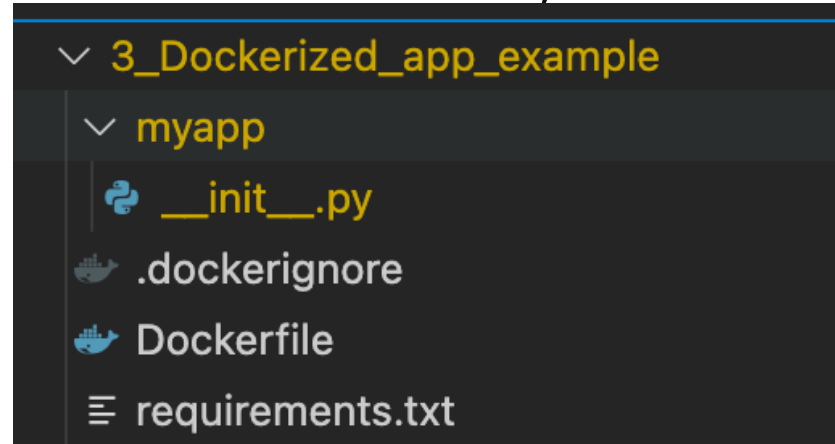 3_Dockerized_app_example
myapp
__init__.py
.dockerignore
Dockerfile
requirements.txt